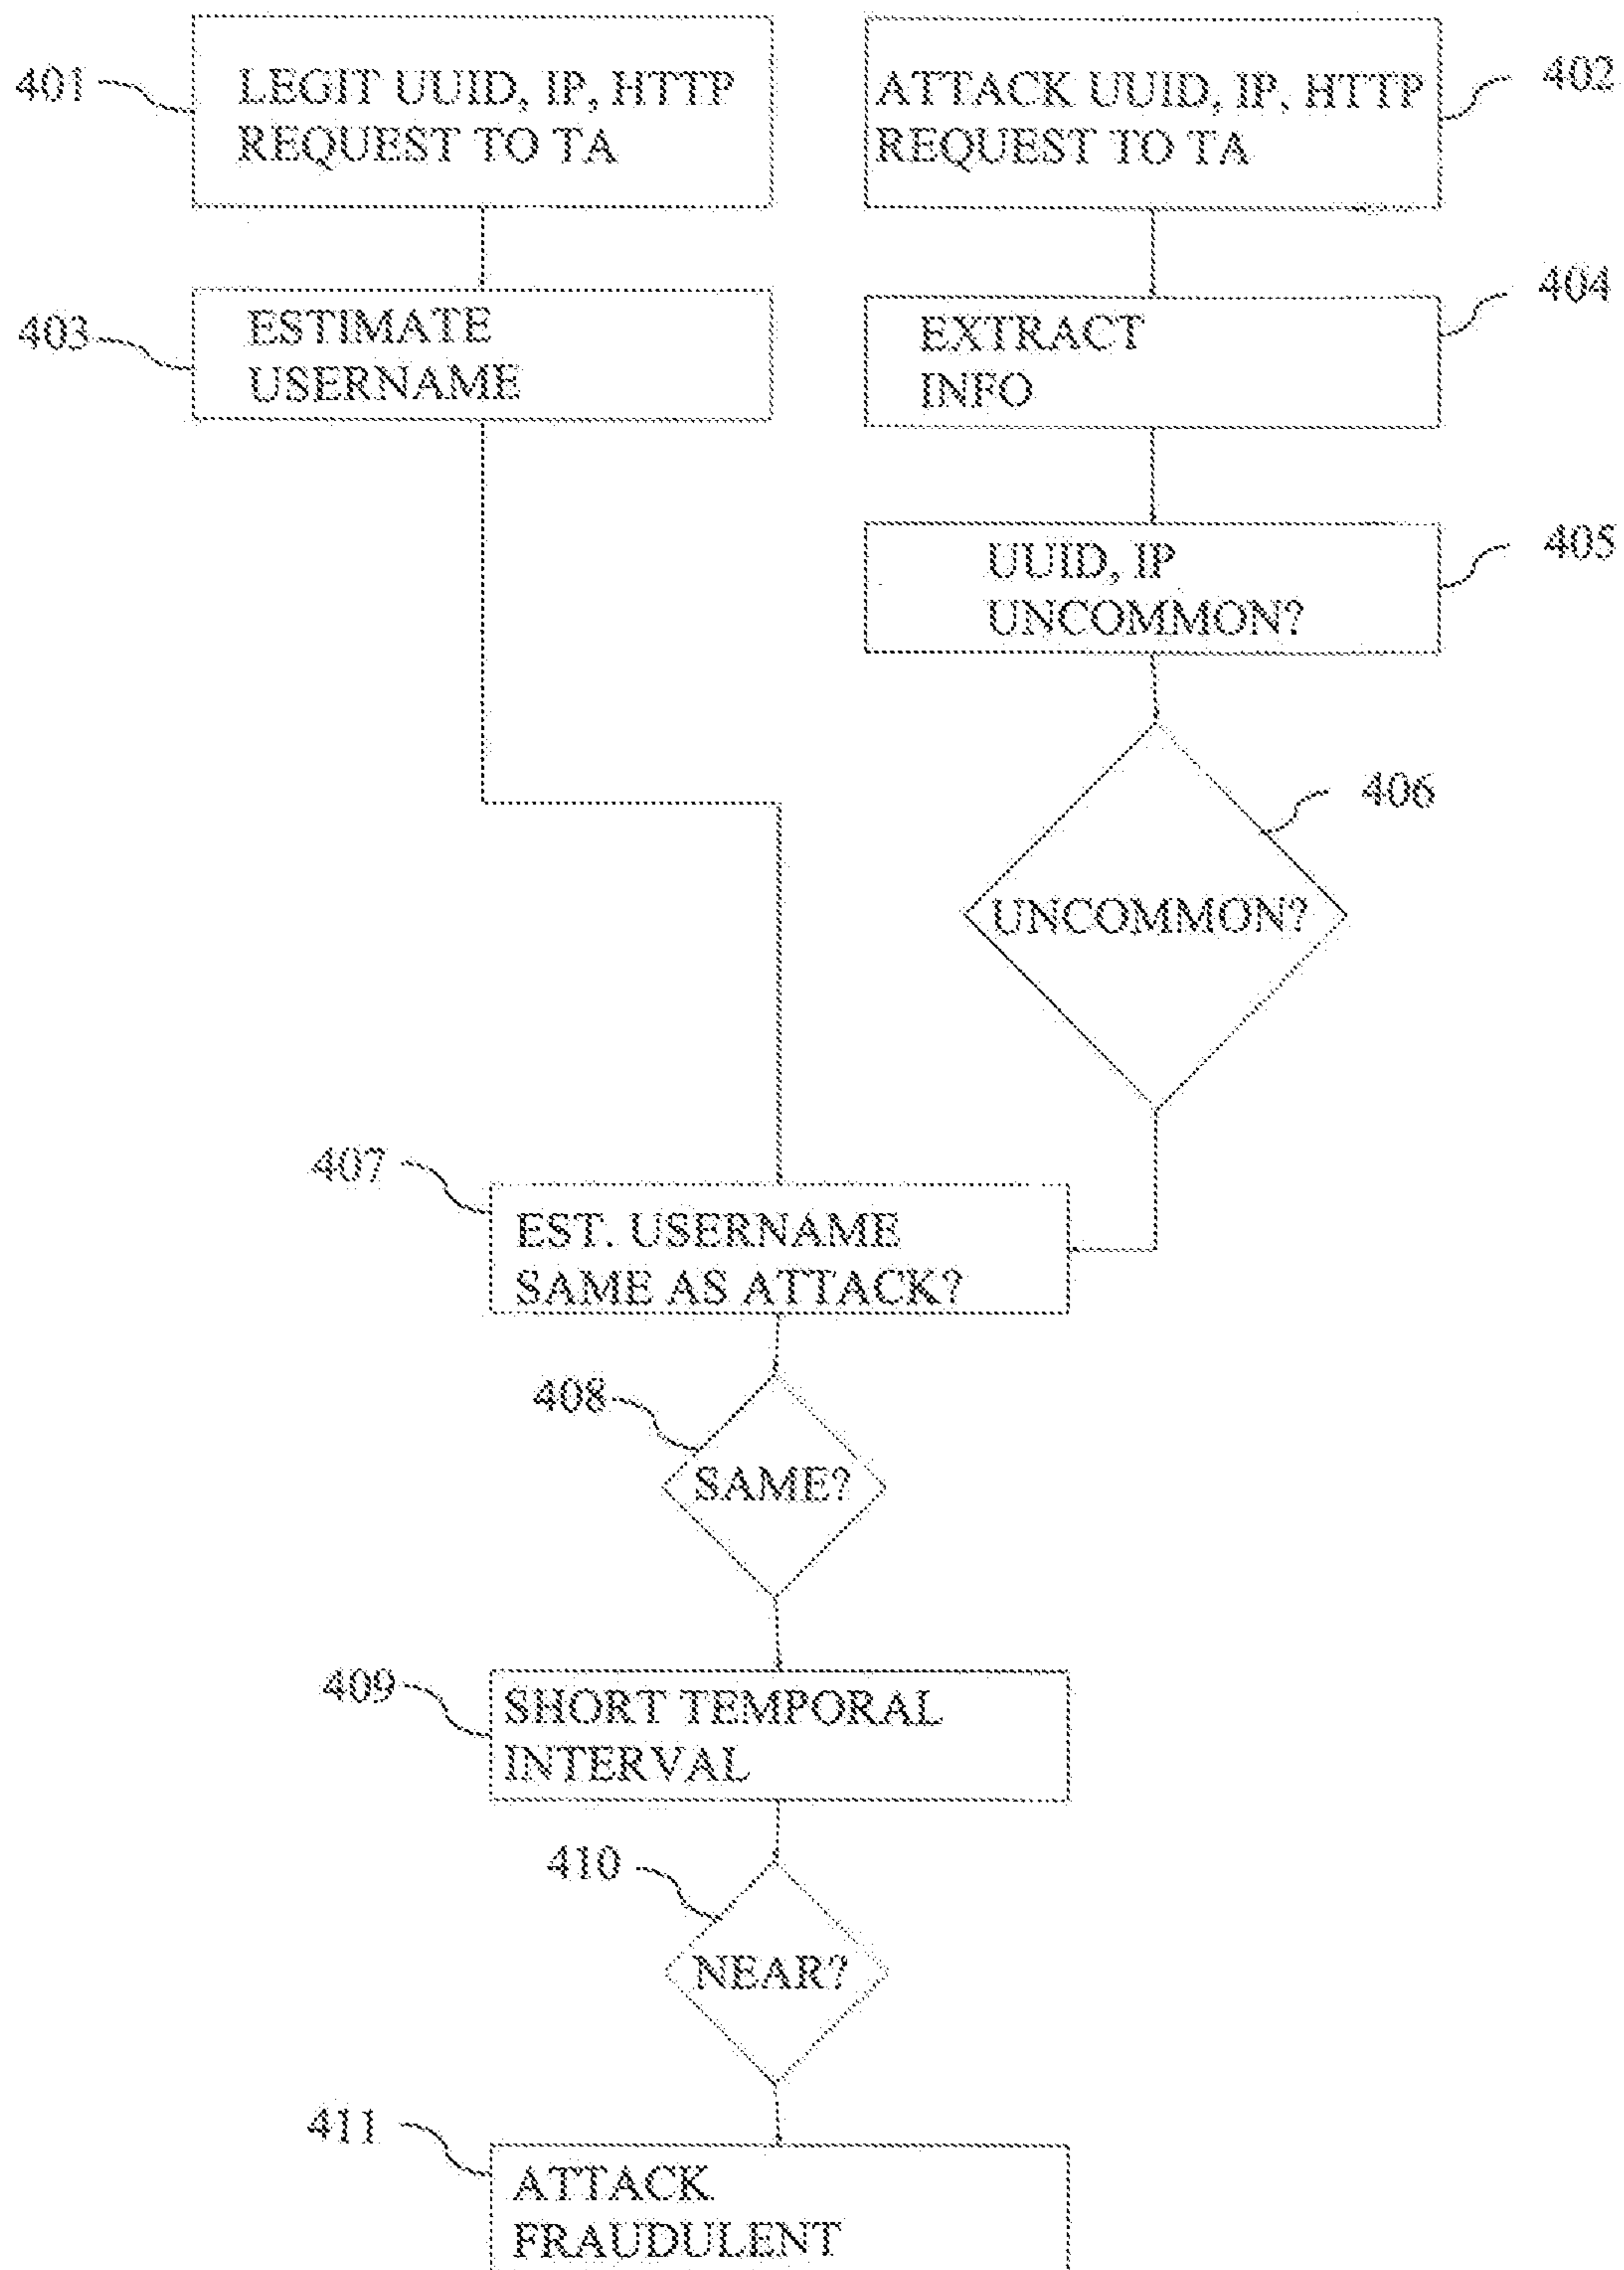 401
LEGIT UUID, IP, HTTP
REQUEST TO TA
ATTACK UUID, IP, HTTP
REQUEST TO TA
402
403
ESTIMATE
USERNAME
EXTRACT
INFO
404
UUID, IP
UNCOMMON?
405
406
UNCOMMON?
407
EST. USERNAME
SAME AS ATTACK?
408
SAME?
409
SHORT TEMPORAL
INTERVAL
410
NEAR?
411
ATTACK
FRAUDULENT